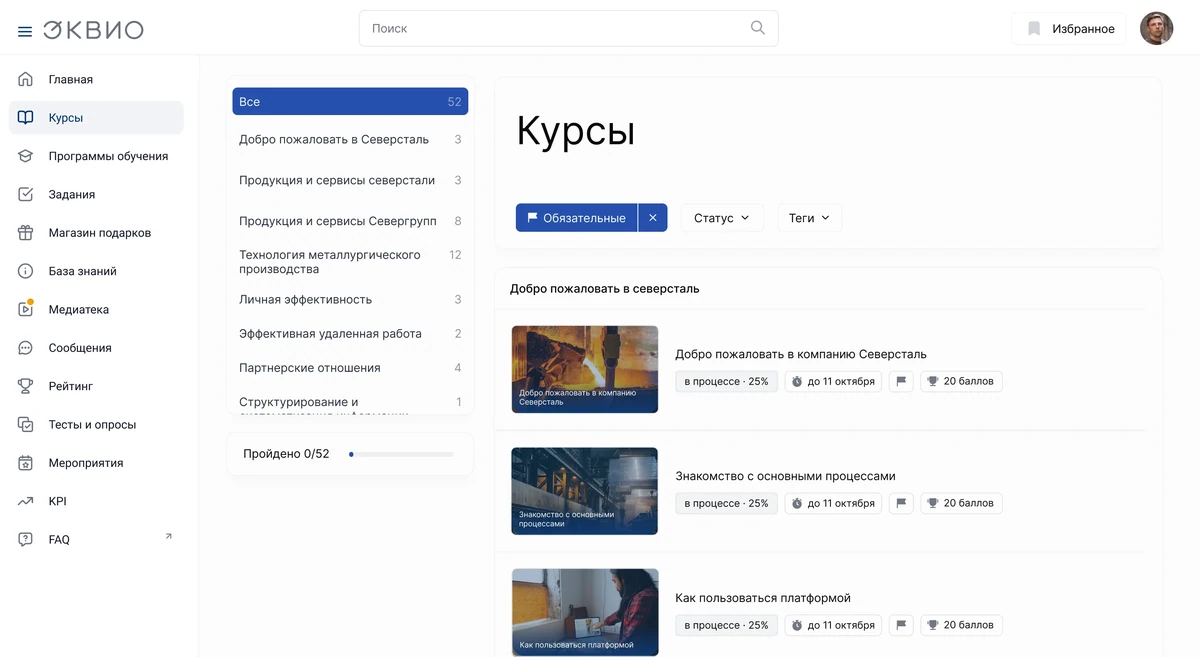 ЭКВИО
Поиск
Избранное
Главная
Курсы
Программы обучения
Задания
Магазин подарков
База знаний
Медиатека
Сообщения
Рейтинг
Тесты и опросы
Мероприятия
KPI
FAQ
Все 52
Добро пожаловать в Северсталь 3
Продукция и сервисы северстали 3
Продукция и сервисы Севергрупп 8
Технология металлургического 12
производства
Личная эффективность 3
Эффективная удаленная работа 2
Партнерские отношения 4
Структурирование и 1
Пройдено 0/52
Курсы
Обязательные
Статус
Теги
Добро пожаловать в северсталь
Добро пожаловать в компанию
Северсталь
Добро пожаловать в компанию Северсталь
в процессе · 25% до 11 октября 20 баллов
Знакомство с основными
процессами
Знакомство с основными процессами
в процессе · 25% до 11 октября 20 баллов
Как пользоваться платформой
Как пользоваться платформой
в процессе · 25% до 11 октября 20 баллов